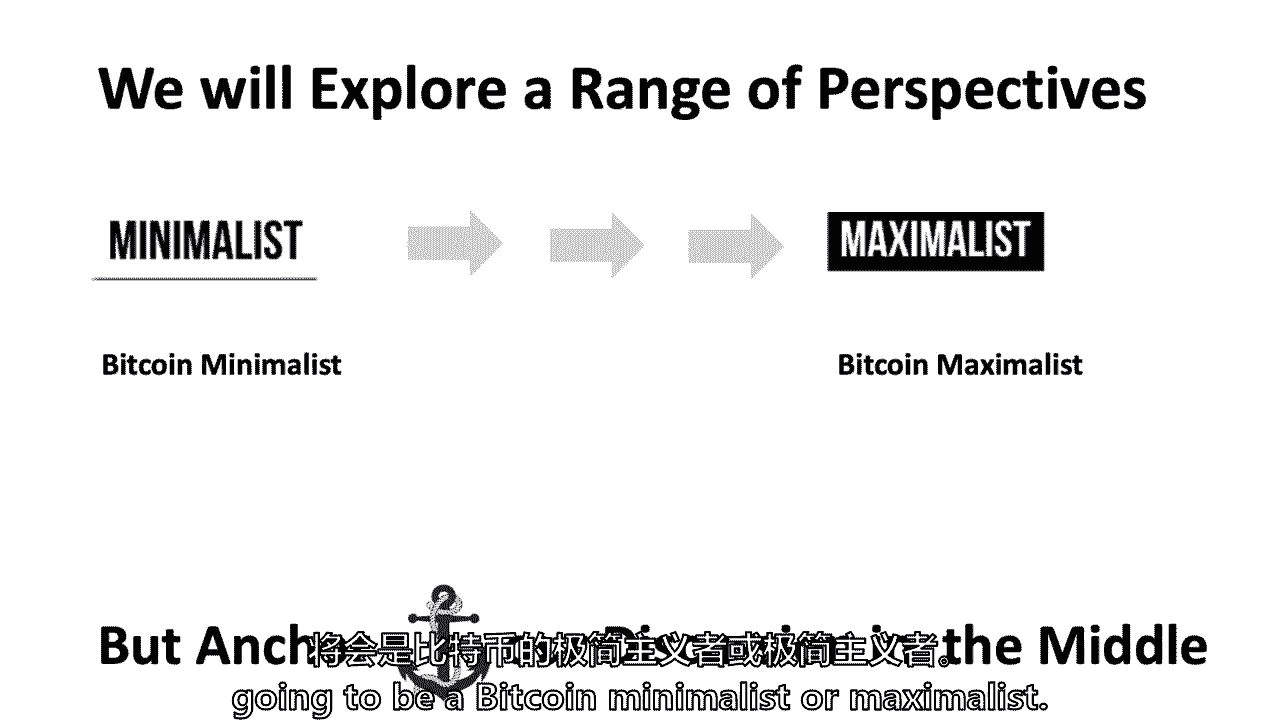 We will Explore a Range of Perspectives
MINIMALIST
MAXIMALIST
Bitcoin Minimalist
Bitcoin Maximalist
But the Middle
将会是比特币的极简主义者或极简主义者。
going to be a Bitcoin minimalist or maximalist.